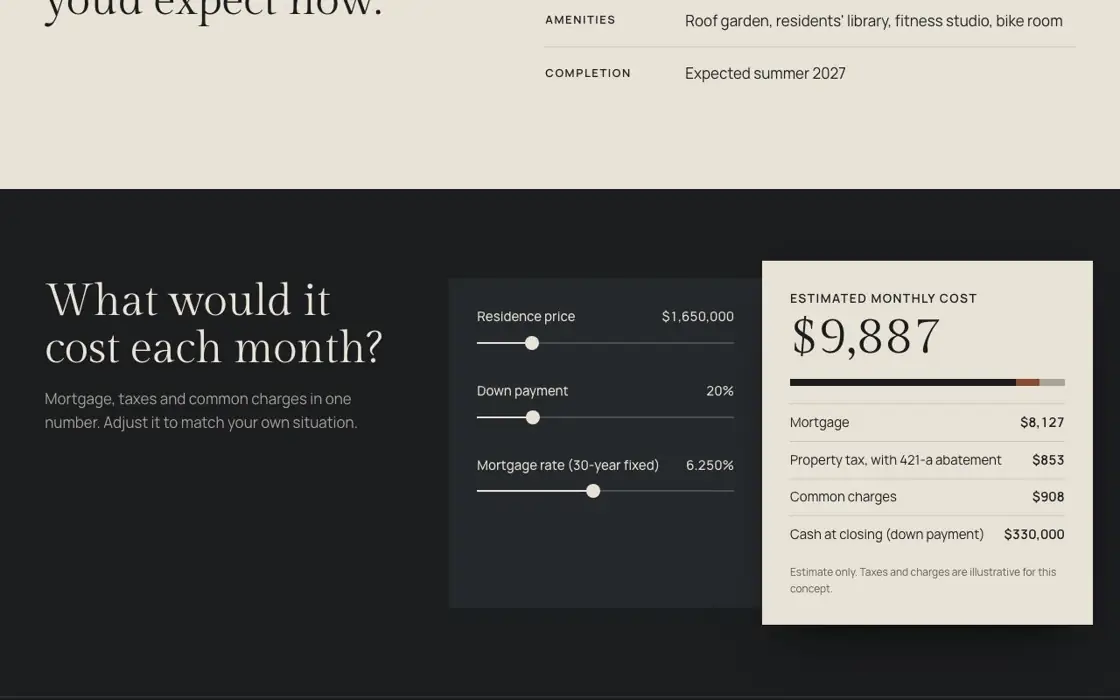 you'd expect now.
AMENITIES
Roof garden, residents' library, fitness studio, bike room
COMPLETION
Expected summer 2027
What would it
cost each month?
Mortgage, taxes and common charges in one
number. Adjust it to match your own situation.
Residence price $1,650,000
Down payment 20%
Mortgage rate (30-year fixed) 6.250%
ESTIMATED MONTHLY COST
$9,887
Mortgage $8,127
Property tax, with 421-a abatement $853
Common charges $908
Cash at closing (down payment) $330,000
Estimate only. Taxes and charges are illustrative for this
concept.